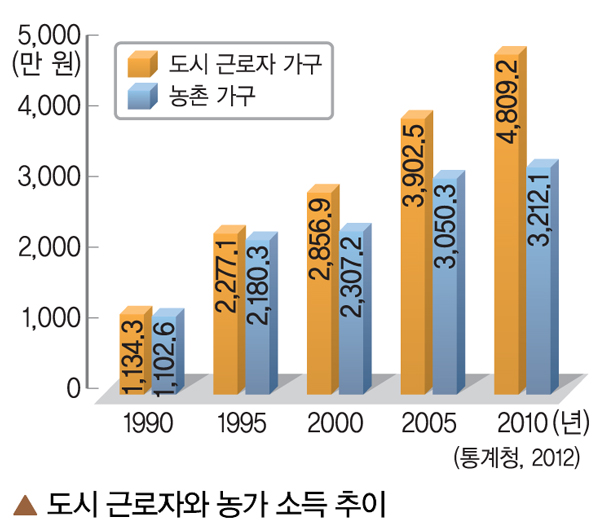 5,000
(만 원)
4,000
3,000
2,000
1,000
0
도시 근로자 가구
농촌 가구
1,134.3
1,102.6
2,277.1
2,180.3
2,856.9
2,307.2
3,902.5
3,050.3
4,809.2
3,212.1
1990 1995 2000 2005 2010 (년)
(통계청, 2012)
▲ 도시 근로자와 농가 소득 추이